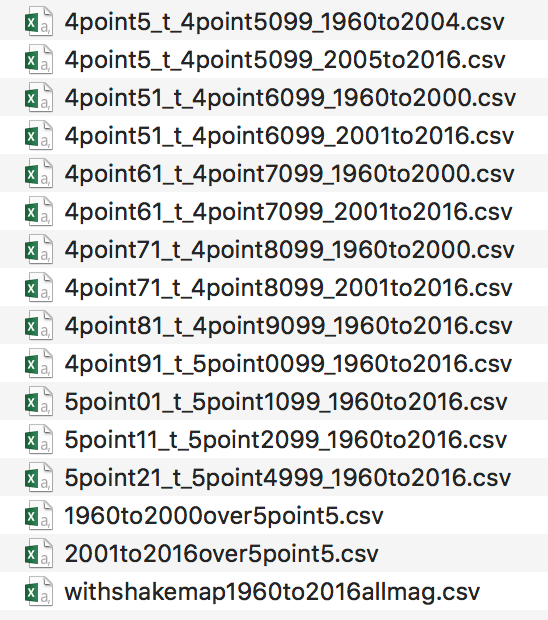 4point5_t_4point5099_1960to2004.csv
4point5_t_4point5099_2005to2016.csv
4point51_t_4point6099_1960to2000.csv
4point51_t_4point6099_2001to2016.csv
4point61_t_4point7099_1960to2000.csv
4point61_t_4point7099_2001to2016.csv
4point71_t_4point8099_1960to2000.csv
4point71_t_4point8099_2001to2016.csv
4point81_t_4point9099_1960to2016.csv
4point91_t_5point0099_1960to2016.csv
5point01_t_5point1099_1960to2016.csv
5point11_t_5point2099_1960to2016.csv
5point21_t_5point4999_1960to2016.csv
1960to2000over5point5.csv
2001to2016over5point5.csv
withshakemap1960to2016allmag.csv